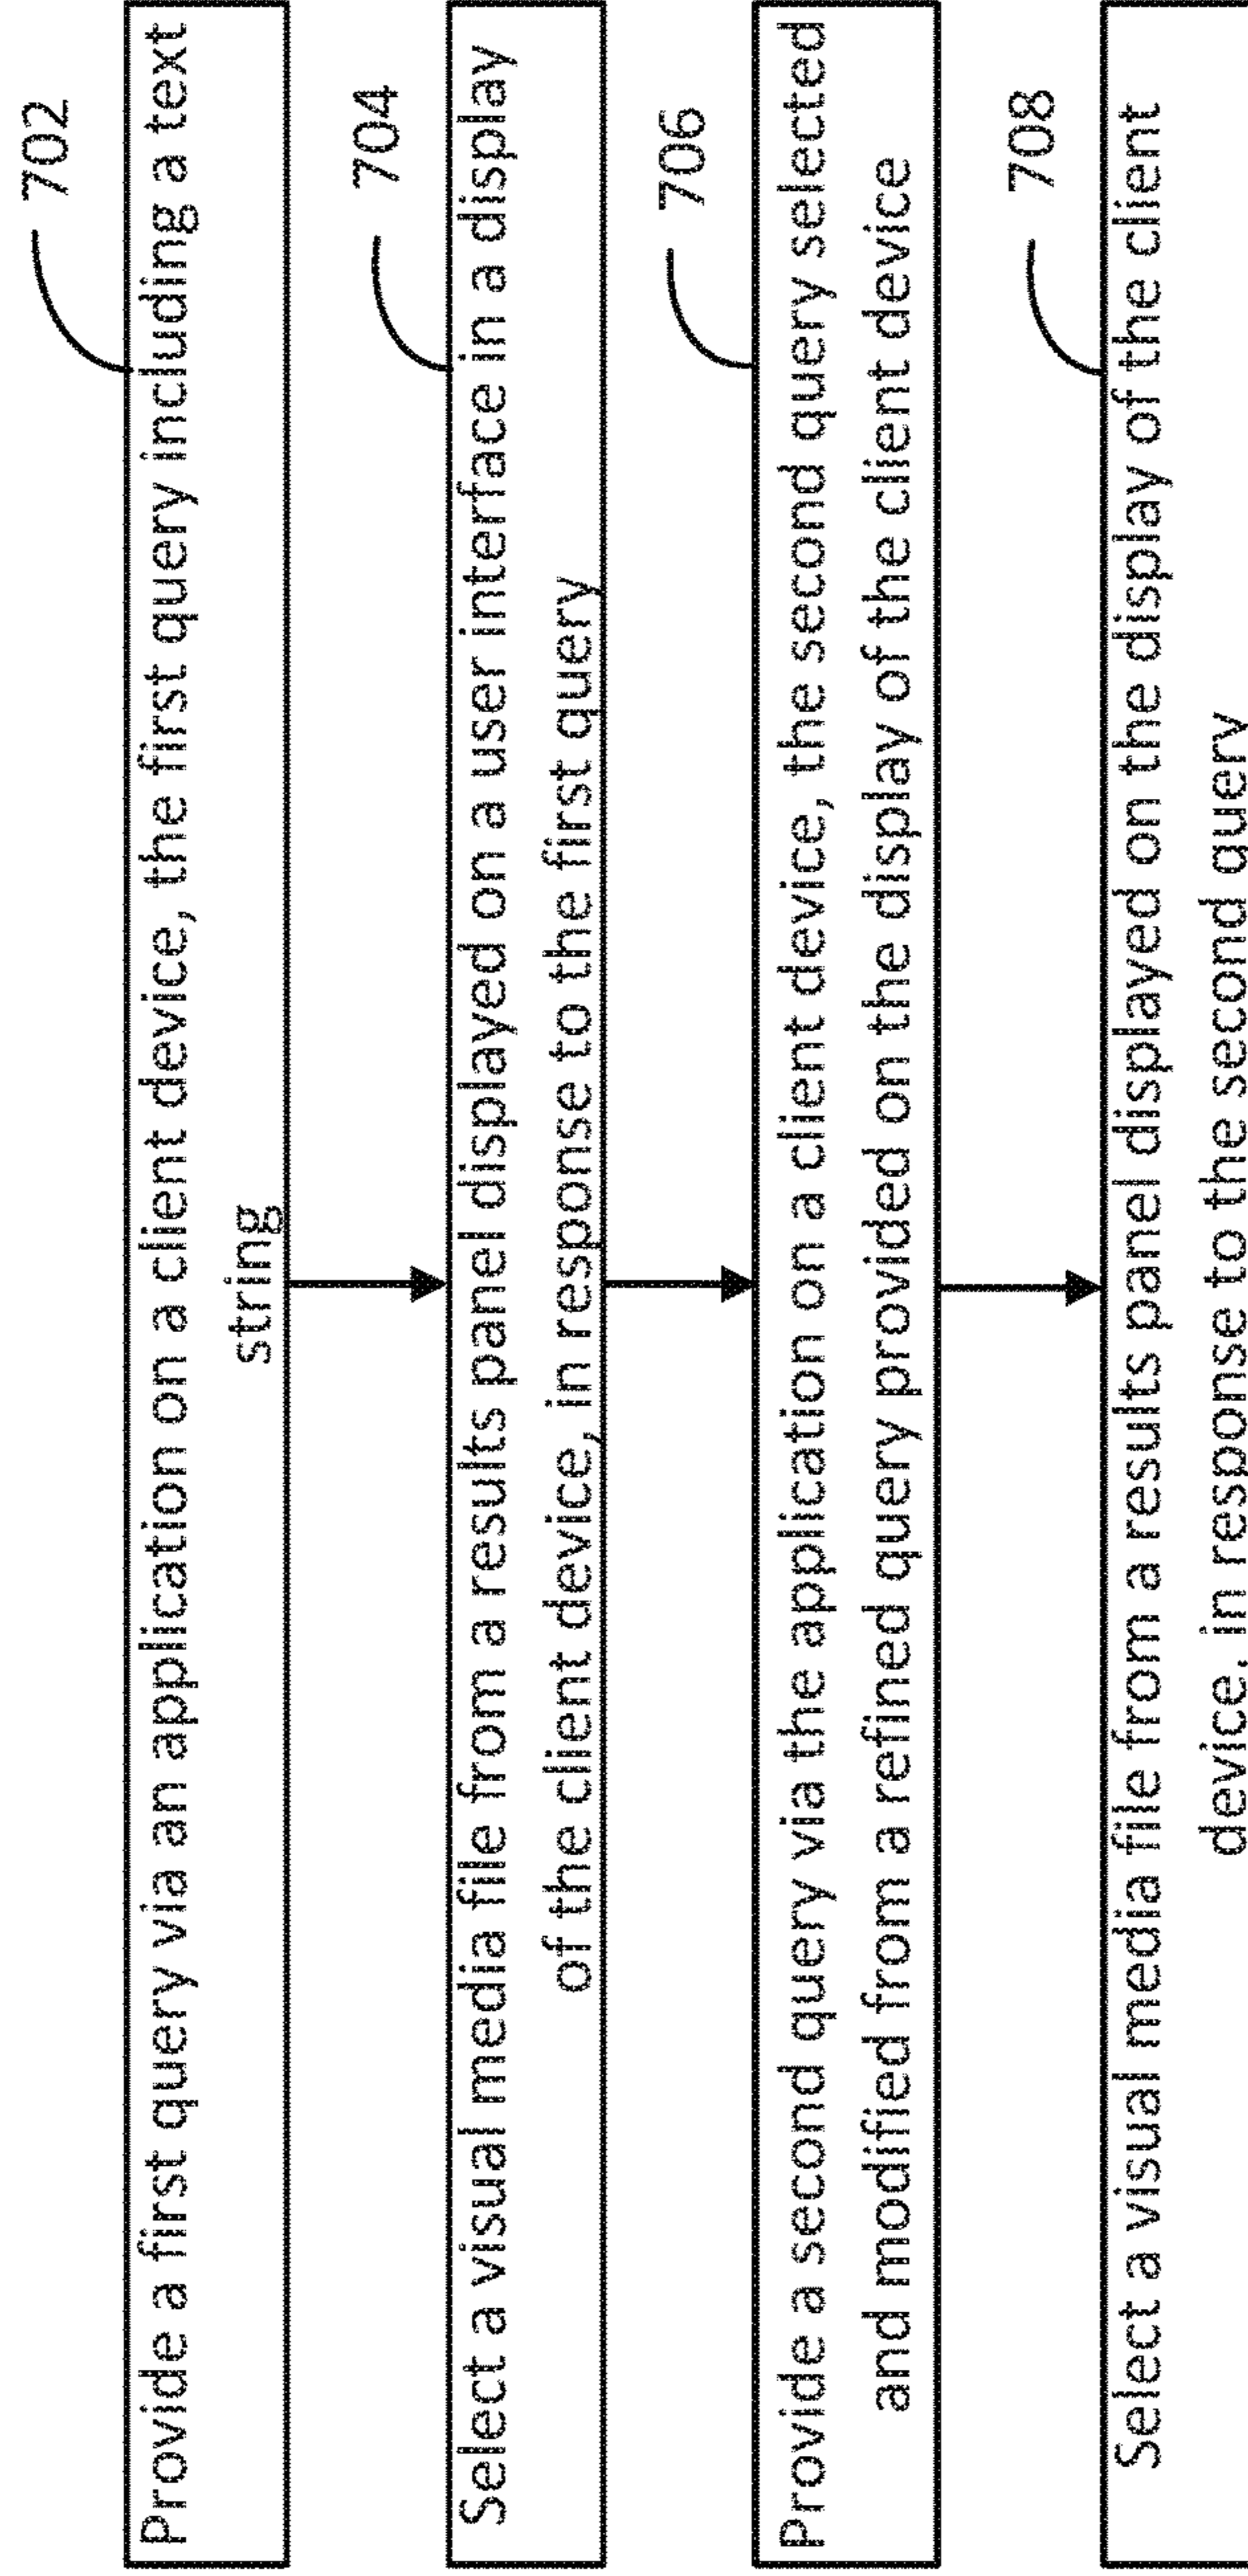 702
Provide a first query via an application on a client device, the first query including a text
string
704
Select a visual media file from a results panel displayed on a user interface in a display
of the client device, in response to the first query
706
Provide a second query via the application on a client device, the second query selected
and modified from a refined query provided on the display of the client device
708
Select a visual media file from a results panel displayed on the display of the client
device, in response to the second query